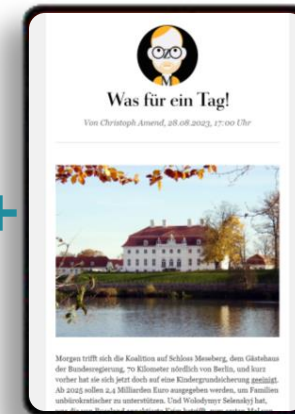 Was für ein Tag!
Von Christoph Amend, 28.08.2023, 17:00 Uhr
Morgen trifft sich die Koalition auf Schloss Meseberg, dem Gästehaus
der Bundesregierung, 70 Kilometer nördlich von Berlin, und kurz
vorher hat sie sich jetzt doch auf eine Kindergrundsicherung geeinigt.
Ab 2025 sollen 2,4 Milliarden Euro ausgegeben werden, um Familien
unbürokratischer zu unterstützen. Und Wolodymyr Selenskyj hat,